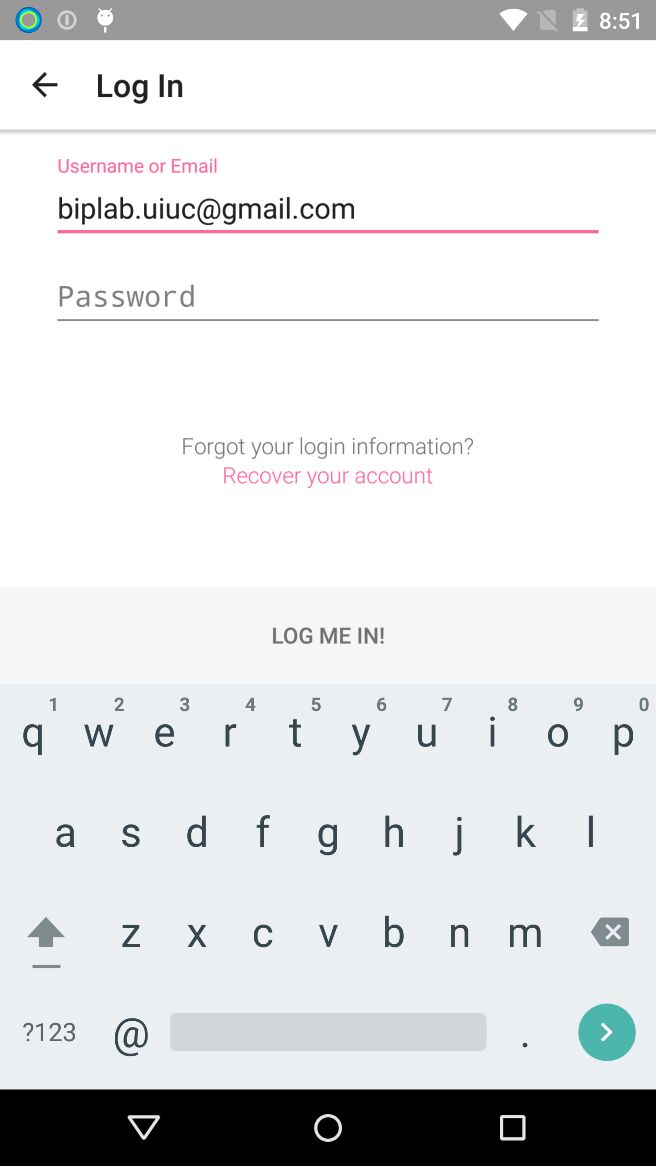 8:51
Log In
Username or Email
biplab.uiuc@gmail.com
Password
Forgot your login information?
Recover your account
LOG ME IN!
1 2 3 4 5 6 7 8 9 0
q w e r t y u i o p
a s d f g h j k l
z x c v b n m
?123 @ .